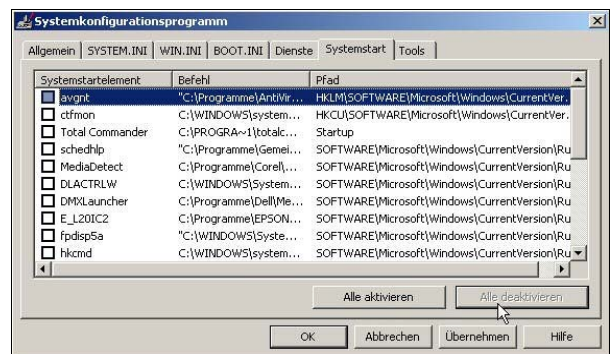 Systemkonfigurationsprogramm
Allgemein SYSTEM.INI WIN.INI BOOT.INI Dienste Systemstart Tools
Systemstartelement Befehl Pfad
avgnt "C:\Programme\AntiVir... HKLM\SOFTWARE\Microsoft\Windows\CurrentVer.
ctfmon C:\WINDOWS\system... HKCU\SOFTWARE\Microsoft\Windows\CurrentVer.
Total Commander C:\PROGRA~1\totalc... Startup
schedhlp "C:\Programme\Gemei... SOFTWARE\Microsoft\Windows\CurrentVersion\Ru
MediaDetect C:\Programme\Corel\... SOFTWARE\Microsoft\Windows\CurrentVersion\Ru
DLACTRLW C:\WINDOWS\System... SOFTWARE\Microsoft\Windows\CurrentVersion\Ru
DMXLauncher C:\Programme\Dell\Me... SOFTWARE\Microsoft\Windows\CurrentVersion\Ru
E_L20IC2 C:\Programme\EPSON... SOFTWARE\Microsoft\Windows\CurrentVersion\Ru
fpdisp5a "C:\WINDOWS\Syste... SOFTWARE\Microsoft\Windows\CurrentVersion\Ru
hkcmd C:\WINDOWS\system... SOFTWARE\Microsoft\Windows\CurrentVersion\Ru
Alle aktivieren Alle deaktivieren
OK Abbrechen Übernehmen Hilfe